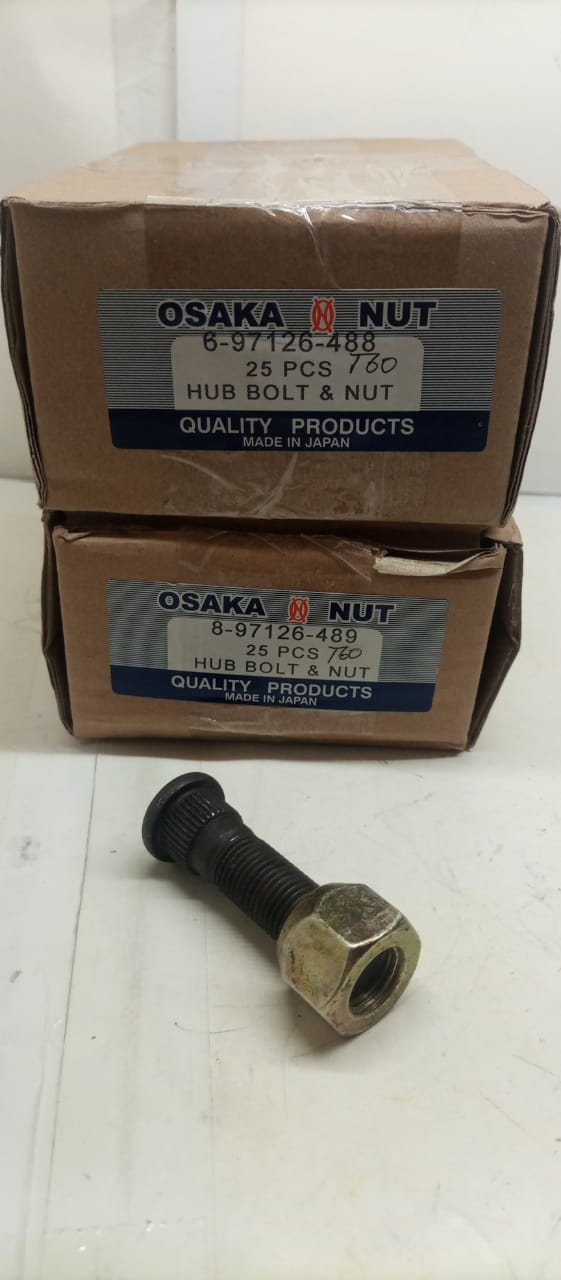 OSAKA N NUT
6-97126-488
25 PCS T60
HUB BOLT & NUT
QUALITY PRODUCTS
MADE IN JAPAN
OSAKA N NUT
8-97126-489
25 PCS T60
HUB BOLT & NUT
QUALITY PRODUCTS
MADE IN JAPAN